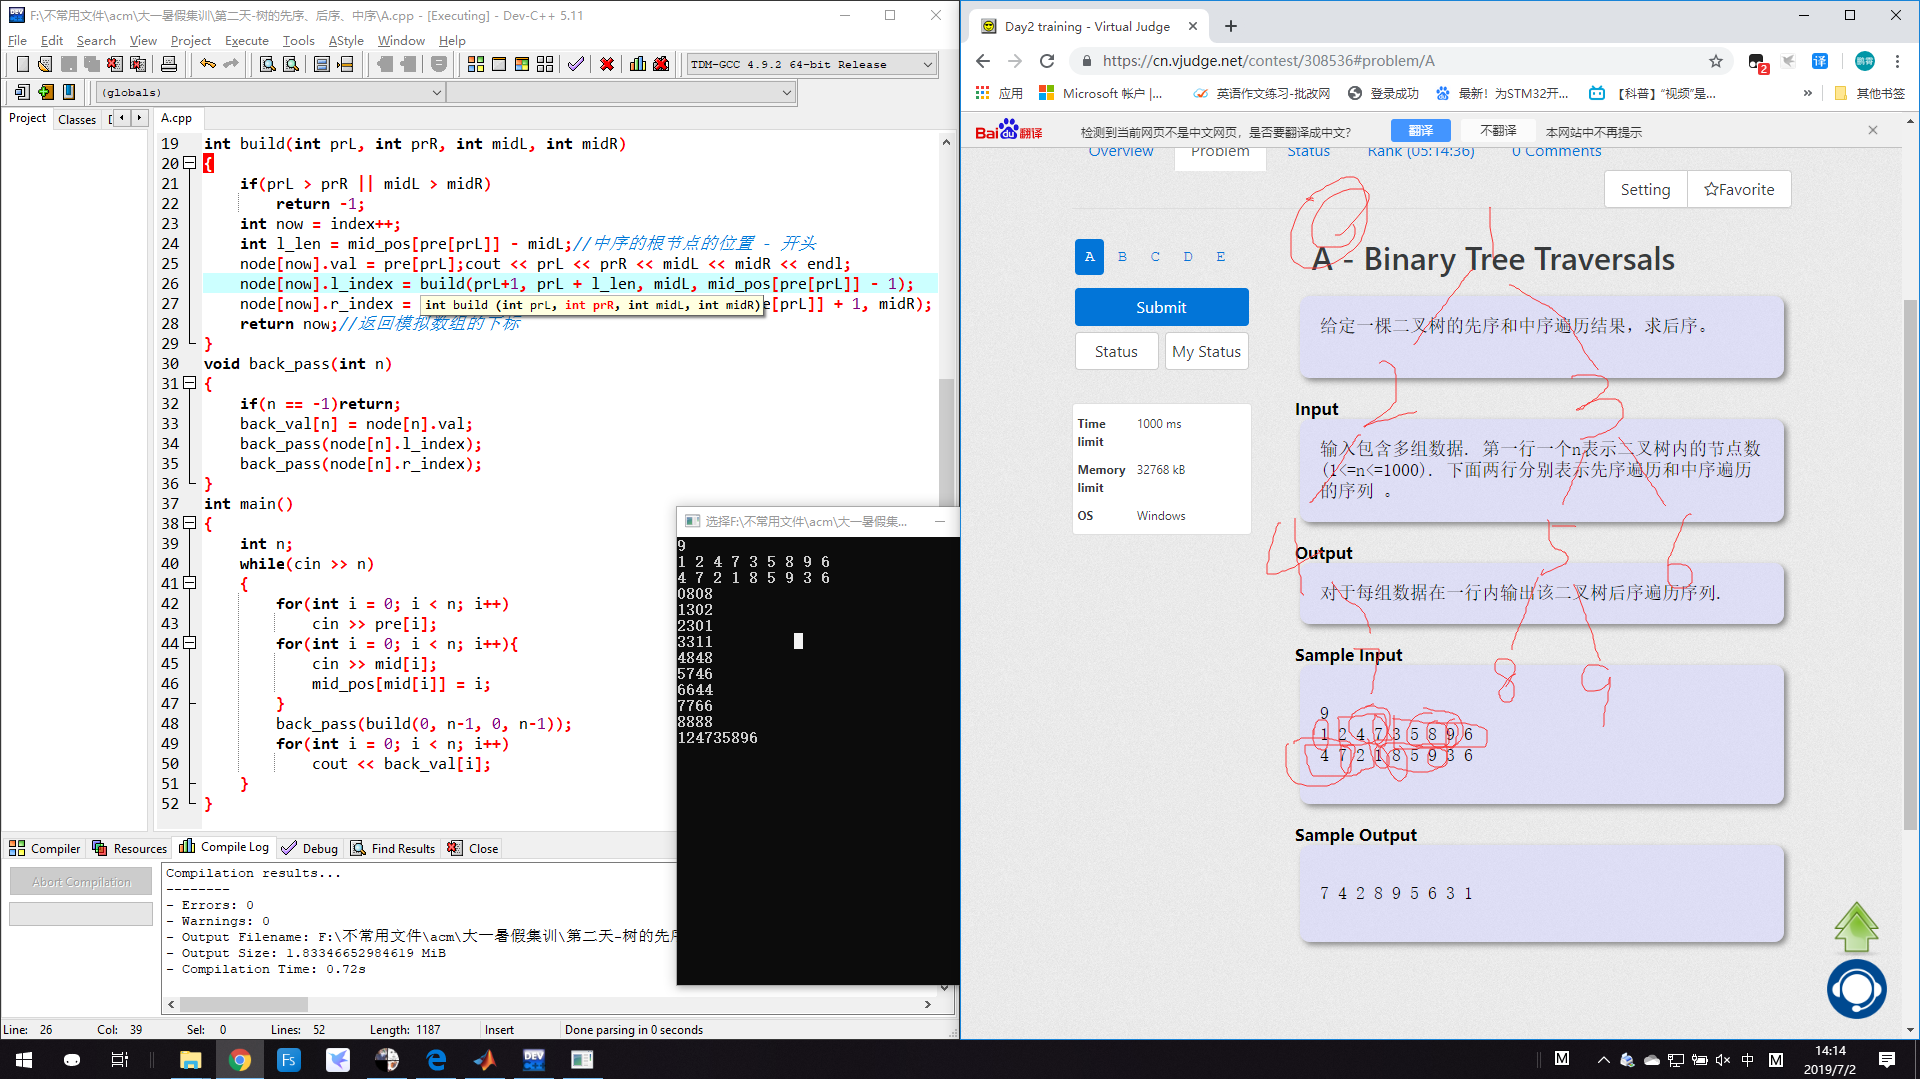 F:\不常用文件\acm\大一暑假集训\第二天-树的先序、后序、中序\A.cpp - [Executing] - Dev-C++ 5.11
File Edit Search View Project Execute Tools AStyle Window Help
TDM-GCC 4.9.2 64-bit Release
(globals)
Project Classes
A.cpp
19 int build(int prL, int prR, int midL, int midR)
20 {
21 if(prL > prR || midL > midR)
22 return -1;
23 int now = index++;
24 int l_len = mid_pos[pre[prL]] - midL;//中序的根节点的位置 - 开头
25 node[now].val = pre[prL];cout << prL << prR << midL << midR << endl;
26 node[now].l_index = build(prL+1, prL + l_len, midL, mid_pos[pre[prL]] - 1);
27 node[now].r_index = e[prL]] + 1, midR);
int build (int prL, int prR, int midL, int midR)
28 return now;//返回模拟数组的下标
29 }
30 void back_pass(int n)
31 {
32 if(n == -1)return;
33 back_val[n] = node[n].val;
34 back_pass(node[n].l_index);
35 back_pass(node[n].r_index);
36 }
37 int main()
38 {
39 int n;
40 while(cin >> n)
41 {
42 for(int i = 0; i < n; i++)
43 cin >> pre[i];
44 for(int i = 0; i < n; i++){
45 cin >> mid[i];
46 mid_pos[mid[i]] = i;
47 }
48 back_pass(build(0, n-1, 0, n-1));
49 for(int i = 0; i < n; i++)
50 cout << back_val[i];
51 }
52 }
选择F:\不常用文件\acm\大一暑假集...
9
1 2 4 7 3 5 8 9 6
4 7 2 1 8 5 9 3 6
0808
1302
2301
3311
4848
5746
6644
7766
8888
124735896
Compiler Resources Compile Log Debug Find Results Close
Abort Compilation
Compilation results...
--------
- Errors: 0
- Warnings: 0
- Output Filename: F:\不常用文件\acm\大一暑假集训\第二天-树的先序
- Output Size: 1.83346652984619 MiB
- Compilation Time: 0.72s
Line: 26 Col: 39 Sel: 0 Lines: 52 Length: 1187 Insert Done parsing in 0 seconds
Day2 training - Virtual Judge
https://cn.vjudge.net/contest/308536#problem/A
2
译
鹏青
应用 Microsoft 帐户 |... 英语作文练习-批改网 登录成功 最新！为STM32开... 【科普】“视频”是... » 其他书签
Bai du 翻译 检测到当前网页不是中文网页，是否要翻译成中文? 翻译 不翻译 本网站中不再提示
Overview Problem Status Rank (05:14:36) 0 Comments
Setting ☆Favorite
A B C D E
A - Binary Tree Traversals
Submit
Status My Status
Time limit 1000 ms
Memory limit 32768 kB
OS Windows
给定一棵二叉树的先序和中序遍历结果，求后序。
Input
输入包含多组数据. 第一行一个n表示二叉树内的节点数
(1<=n<=1000). 下面两行分别表示先序遍历和中序遍历
的序列 。
Output
对于每组数据在一行内输出该二叉树后序遍历序列.
Sample Input
9
1 2 4 7 3 5 8 9 6
4 7 2 1 8 5 9 3 6
Sample Output
7 4 2 8 9 5 6 3 1
1
2 3
4 5 6
7 8 9
Fs
DEV
M
中 M
14:14
2019/7/2